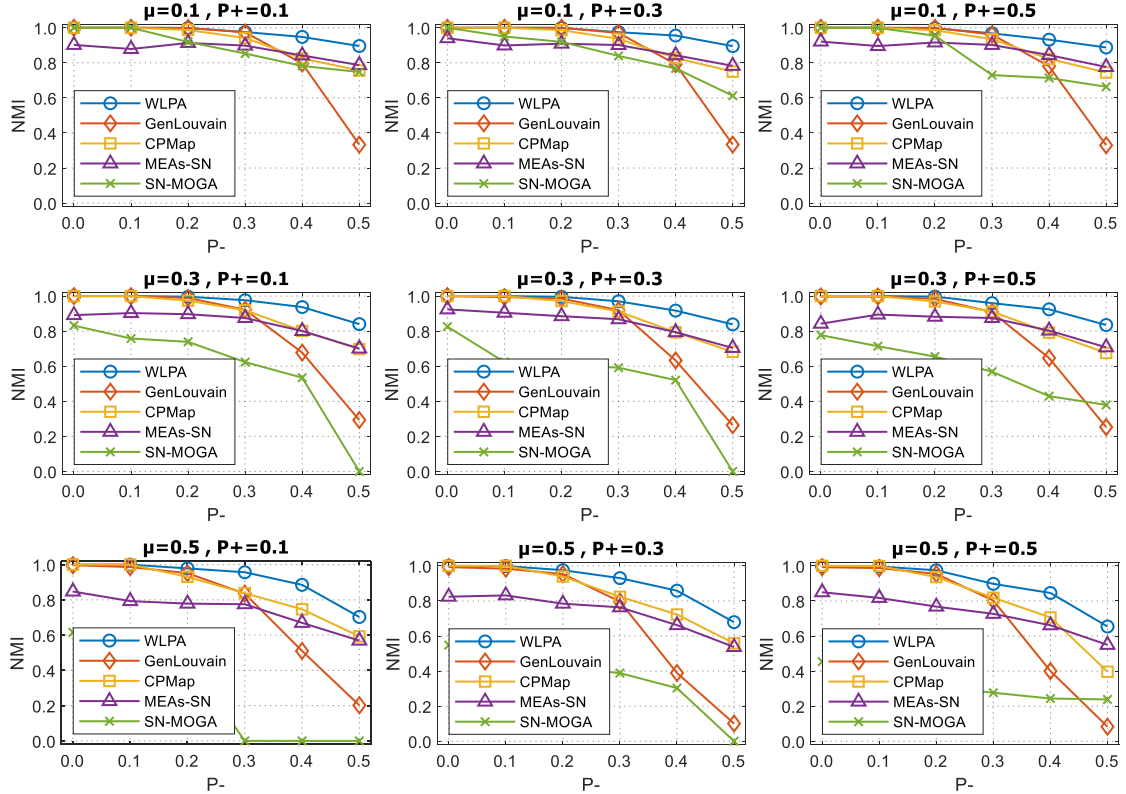 μ=0.1 , P+=0.1
NMI
1.0
0.8
0.6
0.4
0.2
0.0
WLPA
GenLouvain
CPMap
MEAs-SN
SN-MOGA
0.0 0.1 0.2 0.3 0.4 0.5
P-
μ=0.1 , P+=0.3
NMI
1.0
0.8
0.6
0.4
0.2
0.0
WLPA
GenLouvain
CPMap
MEAs-SN
SN-MOGA
0.0 0.1 0.2 0.3 0.4 0.5
P-
μ=0.1 , P+=0.5
NMI
1.0
0.8
0.6
0.4
0.2
0.0
WLPA
GenLouvain
CPMap
MEAs-SN
SN-MOGA
0.0 0.1 0.2 0.3 0.4 0.5
P-
μ=0.3 , P+=0.1
NMI
1.0
0.8
0.6
0.4
0.2
0.0
WLPA
GenLouvain
CPMap
MEAs-SN
SN-MOGA
0.0 0.1 0.2 0.3 0.4 0.5
P-
μ=0.3 , P+=0.3
NMI
1.0
0.8
0.6
0.4
0.2
0.0
WLPA
GenLouvain
CPMap
MEAs-SN
SN-MOGA
0.0 0.1 0.2 0.3 0.4 0.5
P-
μ=0.3 , P+=0.5
NMI
1.0
0.8
0.6
0.4
0.2
0.0
WLPA
GenLouvain
CPMap
MEAs-SN
SN-MOGA
0.0 0.1 0.2 0.3 0.4 0.5
P-
μ=0.5 , P+=0.1
NMI
1.0
0.8
0.6
0.4
0.2
0.0
WLPA
GenLouvain
CPMap
MEAs-SN
SN-MOGA
0.0 0.1 0.2 0.3 0.4 0.5
P-
μ=0.5 , P+=0.3
NMI
1.0
0.8
0.6
0.4
0.2
0.0
WLPA
GenLouvain
CPMap
MEAs-SN
SN-MOGA
0.0 0.1 0.2 0.3 0.4 0.5
P-
μ=0.5 , P+=0.5
NMI
1.0
0.8
0.6
0.4
0.2
0.0
WLPA
GenLouvain
CPMap
MEAs-SN
SN-MOGA
0.0 0.1 0.2 0.3 0.4 0.5
P-